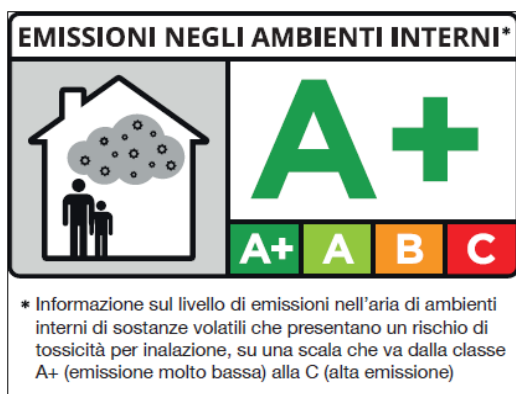 EMISSIONI NEGLI AMBIENTI INTERNI*
A+
A+ A B C
* Informazione sul livello di emissioni nell'aria di ambienti
interni di sostanze volatili che presentano un rischio di
tossicità per inalazione, su una scala che va dalla classe
A+ (emissione molto bassa) alla C (alta emissione)